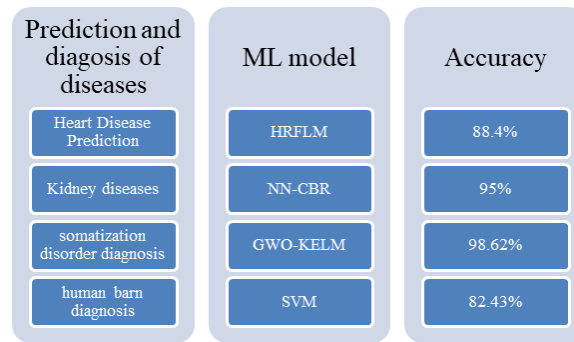 Prediction and
diagosis of
diseases
ML model
Accuracy
Heart Disease
Prediction
HRFLM
88.4%
Kidney diseases
NN-CBR
95%
somatization
disorder diagnosis
GWO-KELM
98.62%
human barn
diagnosis
SVM
82.43%